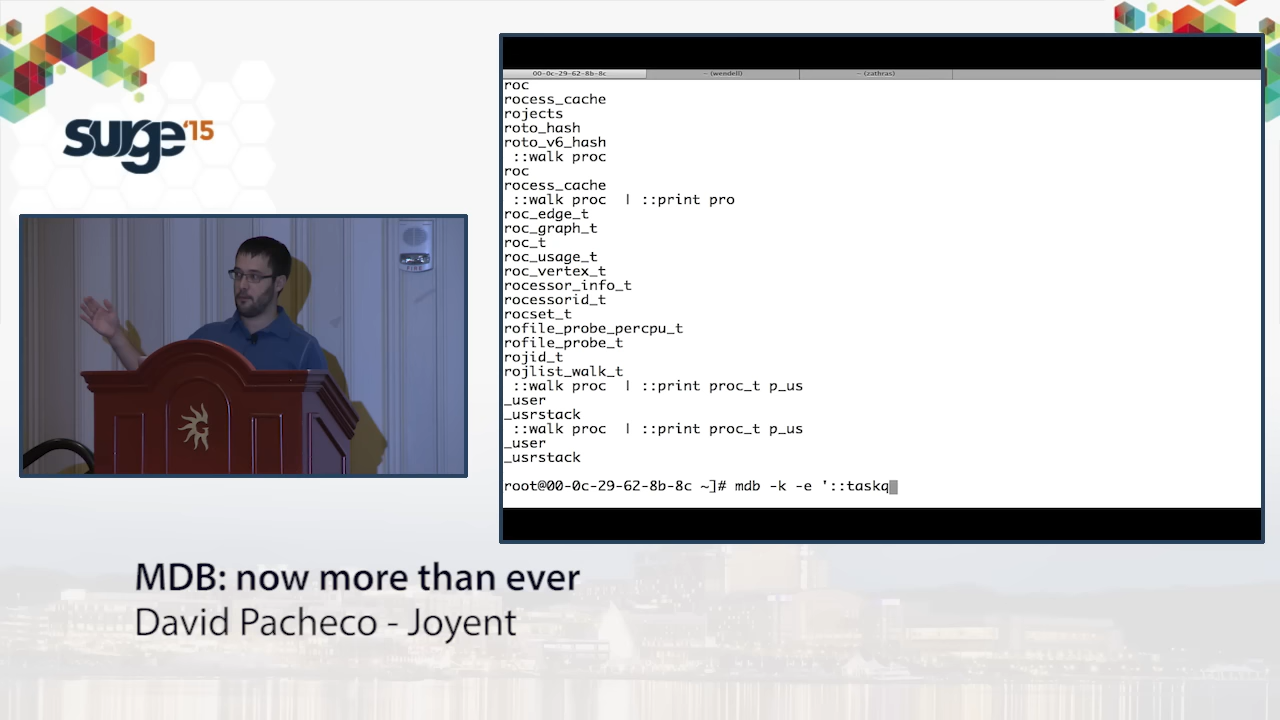 surge '15
00-0c-29-62-8b-8c
~ (wendell)
~ (zathras)
roc
rocess_cache
rojects
roto_hash
roto_v6_hash
::walk proc
roc
rocess_cache
::walk proc | ::print pro
roc_edge_t
roc_graph_t
roc_t
roc_usage_t
roc_vertex_t
rocessor_info_t
rocessorid_t
rocset_t
rofile_probe_percpu_t
rofile_probe_t
rojid_t
rojlist_walk_t
::walk proc | ::print proc_t p_us
_user
_usrstack
::walk proc | ::print proc_t p_us
_user
_usrstack
root@00-0c-29-62-8b-8c ~]# mdb -k -e '::taskq
FIRE
G
MDB: now more than ever
David Pacheco - Joyent